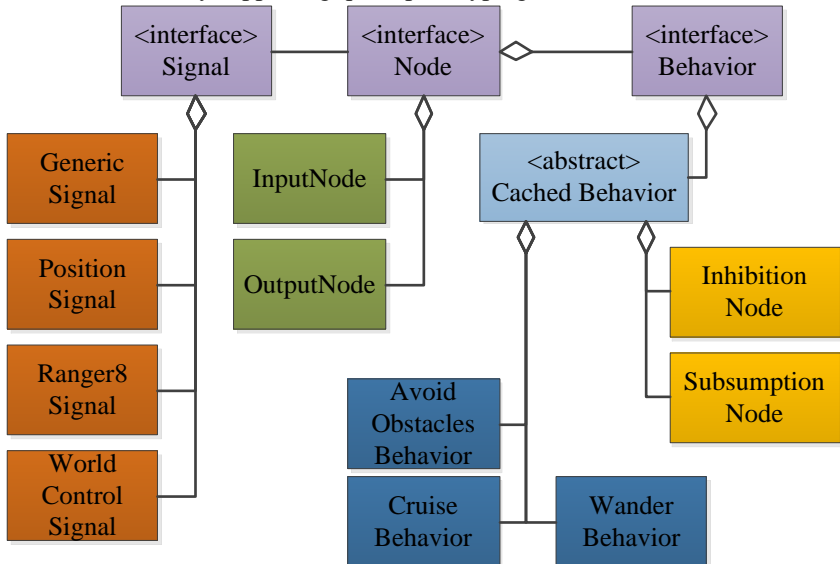 <interface>
Signal
<interface>
Node
<interface>
Behavior
Generic
Signal
Position
Signal
Ranger8
Signal
World
Control
Signal
InputNode
OutputNode
<abstract>
Cached Behavior
Inhibition
Node
Subsumption
Node
Avoid
Obstacles
Behavior
Cruise
Behavior
Wander
Behavior